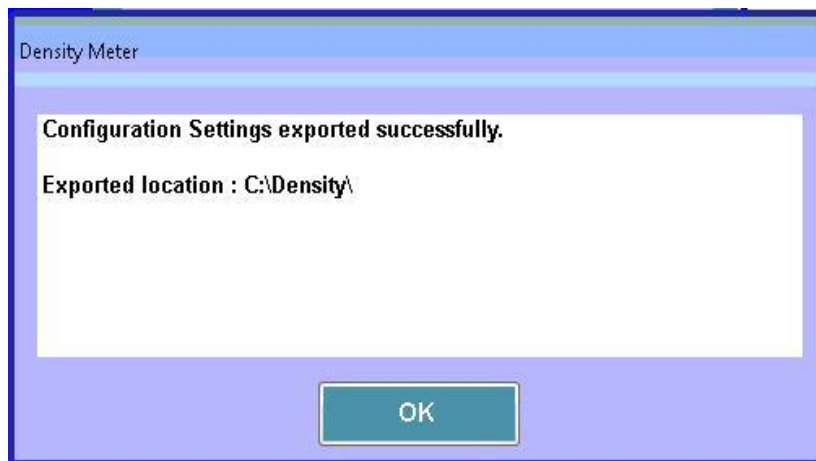 Density Meter
Configuration Settings exported successfully.
Exported location : C:\Density\
OK